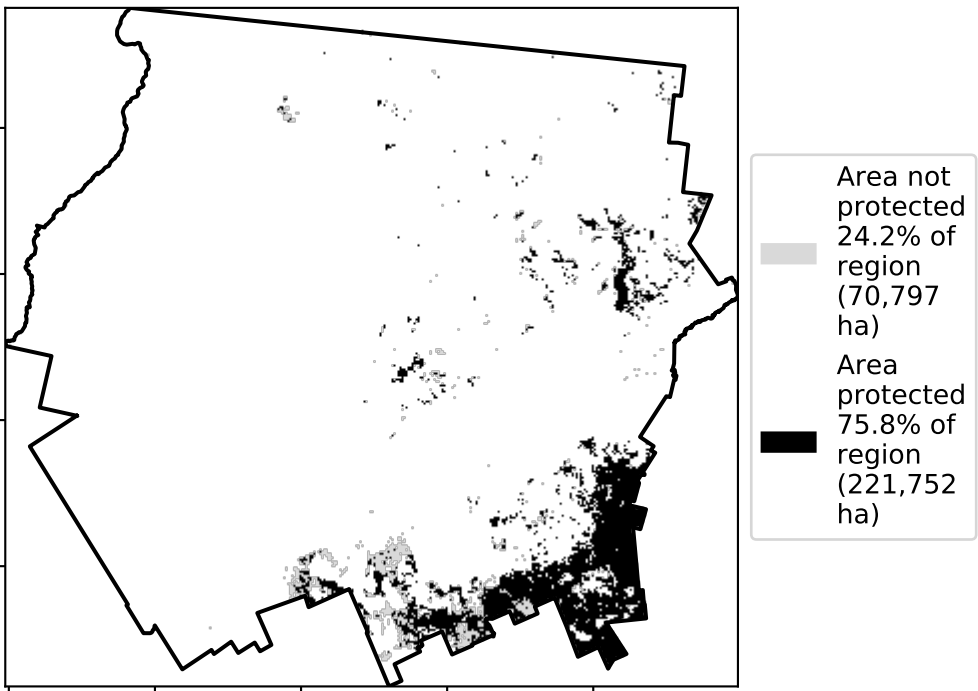 Area not
protected
24.2% of
region
(70,797
ha)
Area
protected
75.8% of
region
(221,752
ha)